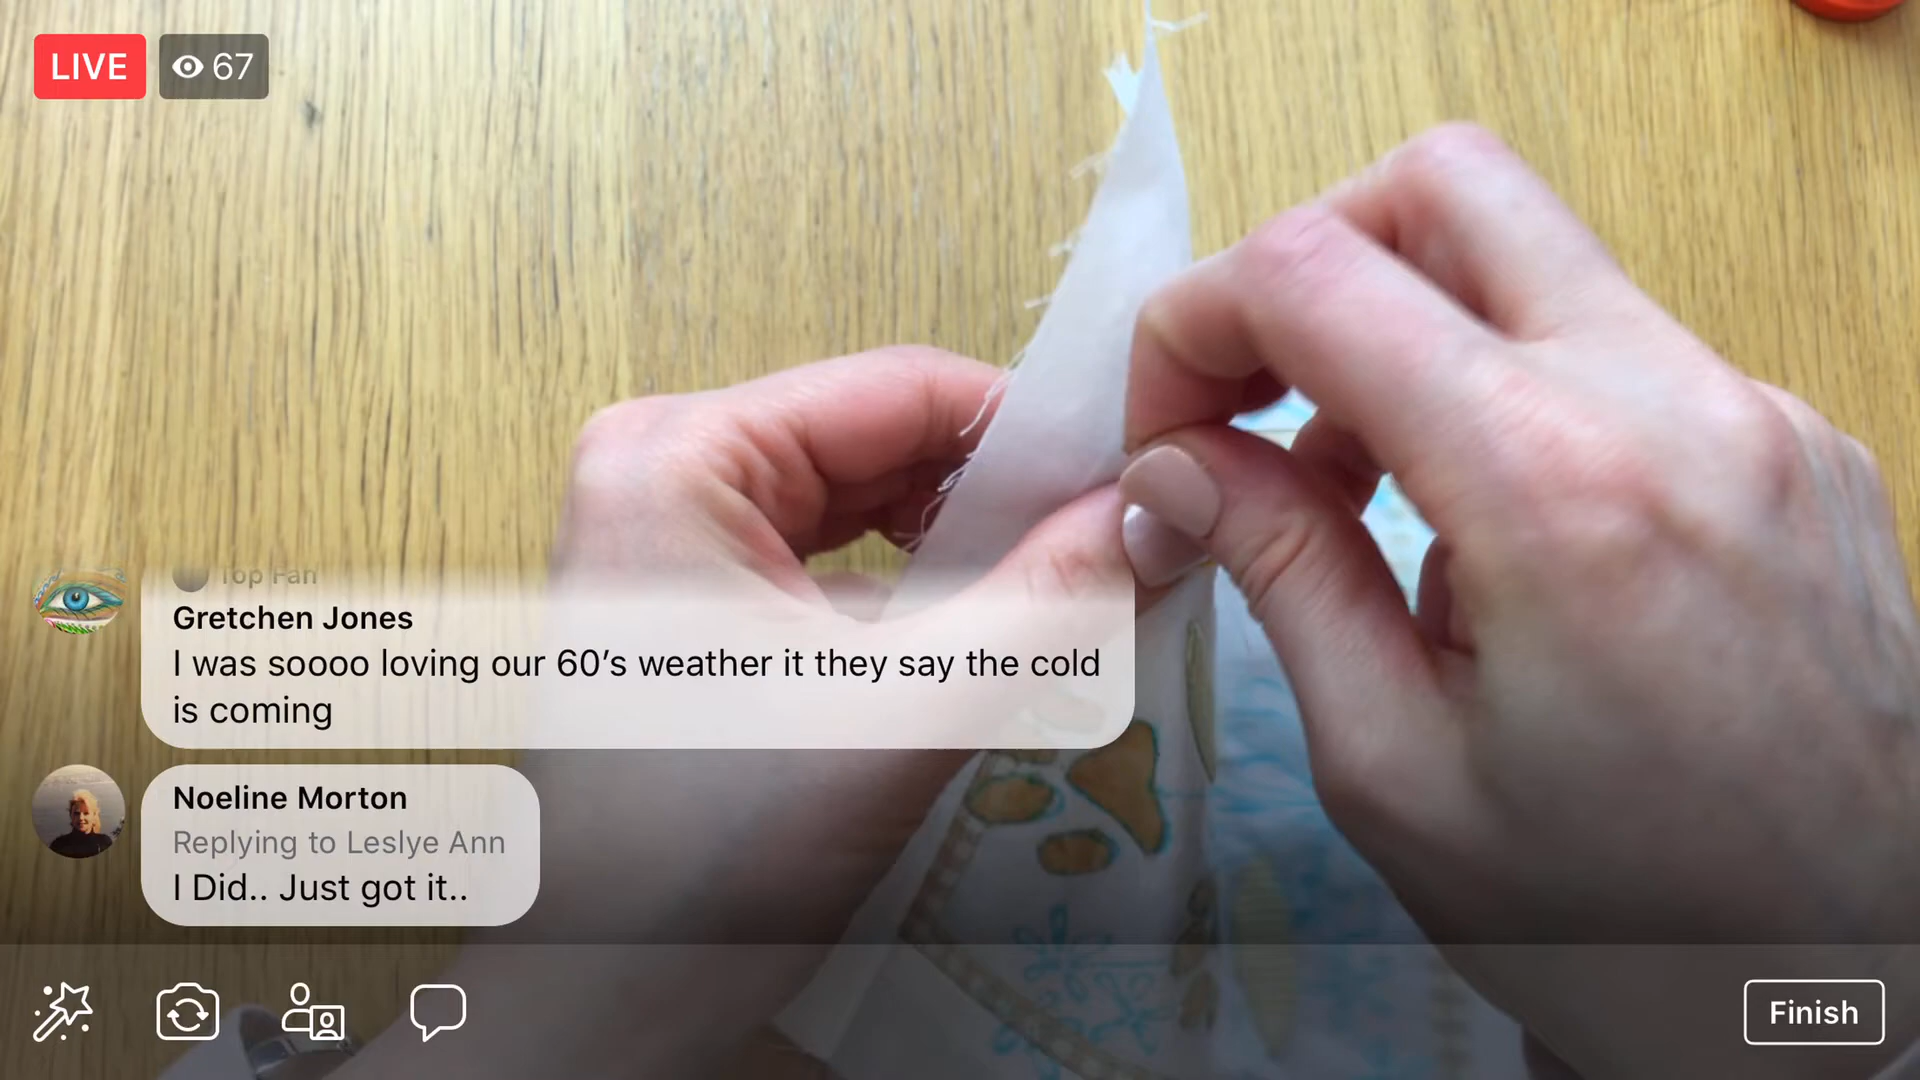 LIVE
67
Top Fan
Gretchen Jones
I was soooo loving our 60’s weather it they say the cold
is coming
Noeline Morton
Replying to Leslye Ann
I Did.. Just got it..
Finish